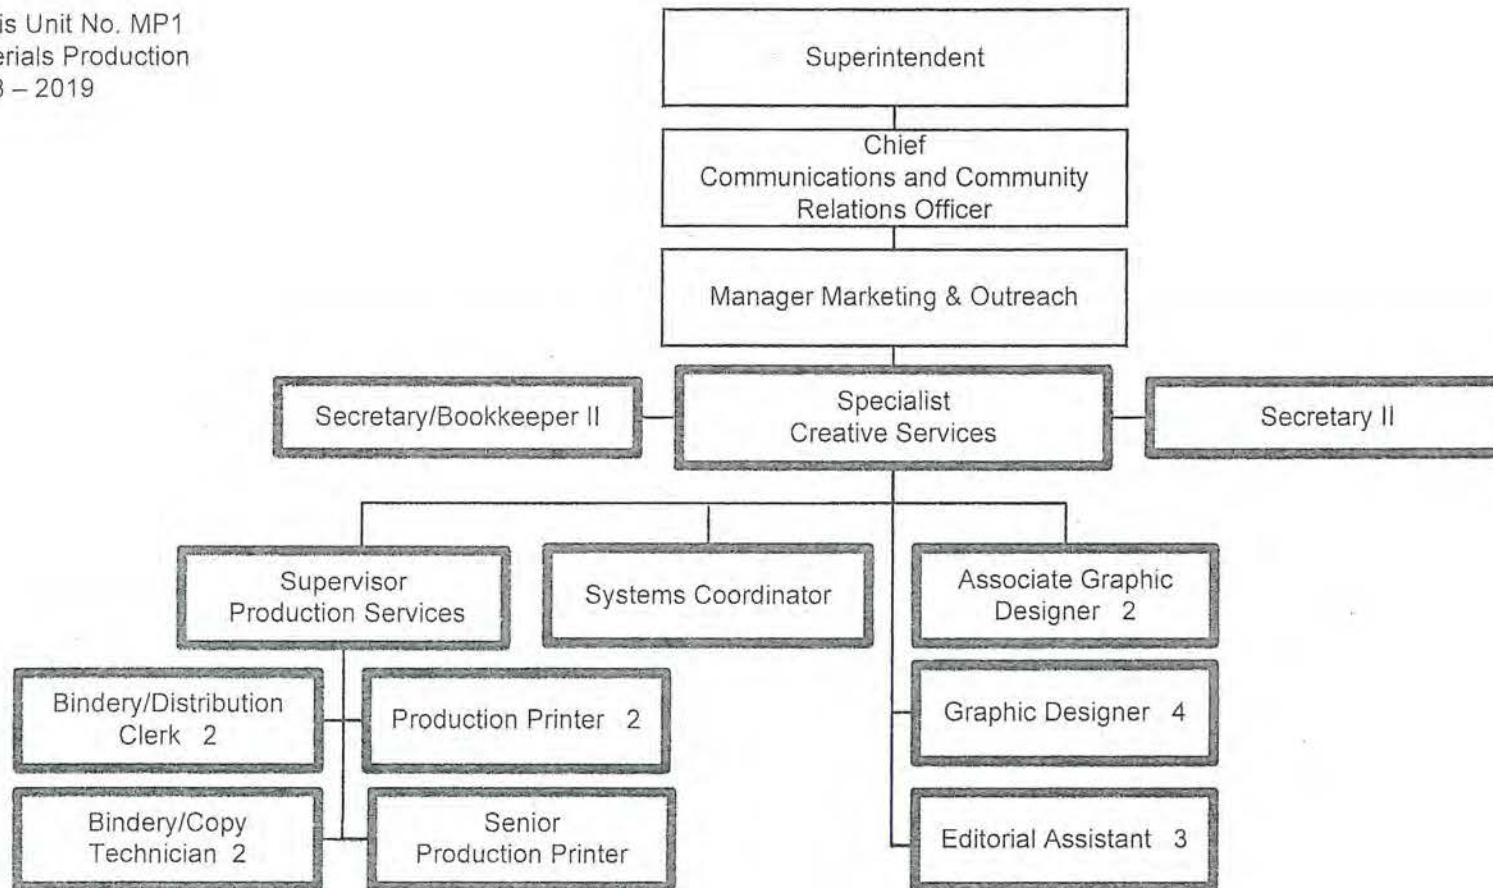 is Unit No. MP1
erials Production
– 2019
Superintendent
Chief
Communications and Community
Relations Officer
Manager Marketing & Outreach
Secretary/Bookkeeper II
Specialist
Creative Services
Secretary II
Supervisor
Production Services
Systems Coordinator
Associate Graphic
Designer 2
Bindery/Distribution
Clerk 2
Production Printer 2
Graphic Designer 4
Bindery/Copy
Technician 2
Senior
Production Printer
Editorial Assistant 3